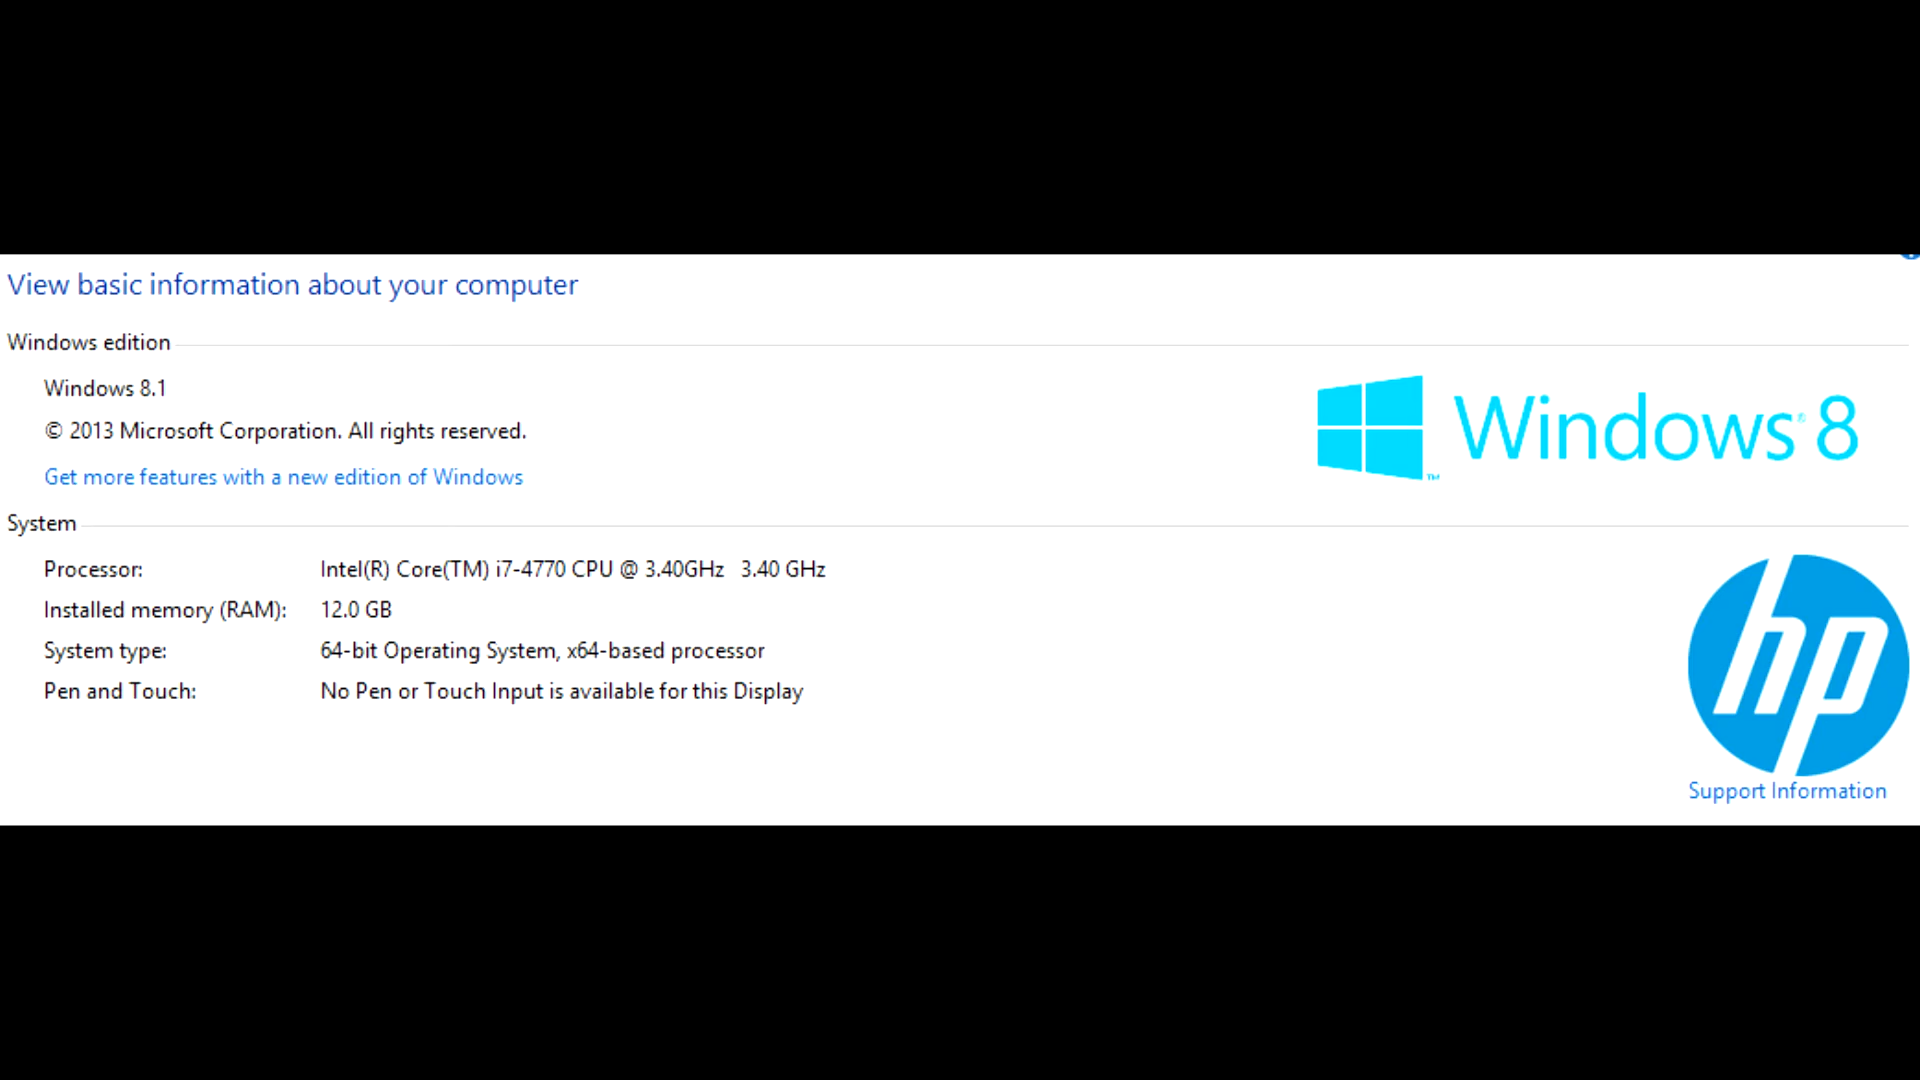 View basic information about your computer
Windows edition
Windows 8.1
© 2013 Microsoft Corporation. All rights reserved.
Get more features with a new edition of Windows
Windows® 8
™
System
Processor: Intel(R) Core(TM) i7-4770 CPU @ 3.40GHz 3.40 GHz
Installed memory (RAM): 12.0 GB
System type: 64-bit Operating System, x64-based processor
Pen and Touch: No Pen or Touch Input is available for this Display
hp
Support Information